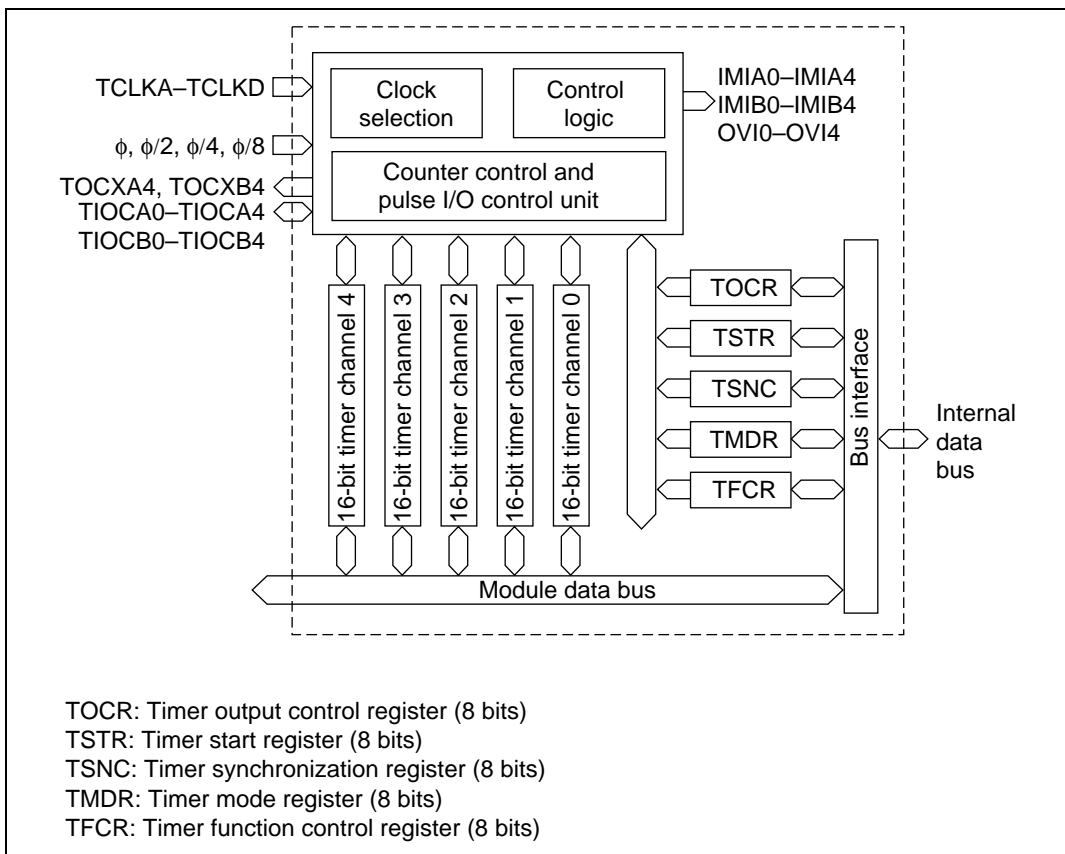 TCLKA–TCLKD
ϕ, ϕ/2, ϕ/4, ϕ/8
TOCXA4, TOCXB4
TIOCA0–TIOCA4
TIOCB0–TIOCB4
Clock
selection
Control
logic
Counter control and
pulse I/O control unit
IMIA0–IMIA4
IMIB0–IMIB4
OVI0–OVI4
16-bit timer channel 4
16-bit timer channel 3
16-bit timer channel 2
16-bit timer channel 1
16-bit timer channel 0
TOCR
TSTR
TSNC
TMDR
TFCR
Bus interface
Internal
data
bus
Module data bus
TOCR: Timer output control register (8 bits)
TSTR: Timer start register (8 bits)
TSNC: Timer synchronization register (8 bits)
TMDR: Timer mode register (8 bits)
TFCR: Timer function control register (8 bits)